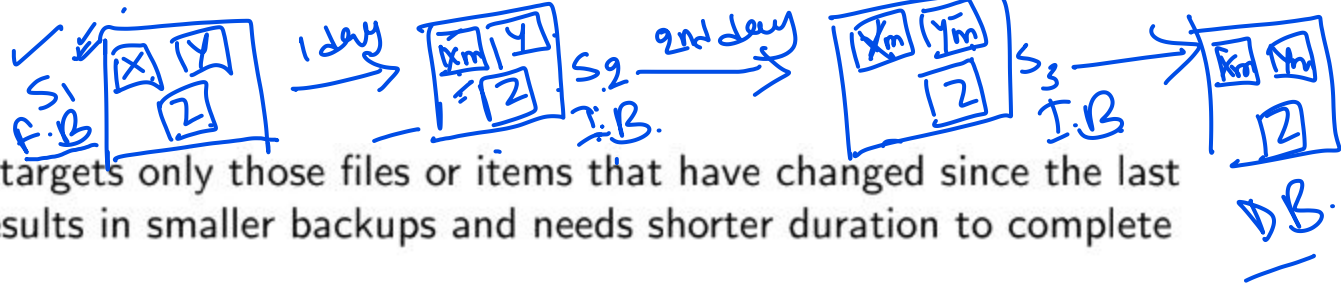 X Y 1 day Xm Y 2nd day Xm Ym Xm Ym
S1 Z Z S2 Z S3 Z
F.B I.B. I.B
targets only those files or items that have changed since the last
sults in smaller backups and needs shorter duration to complete
DB.